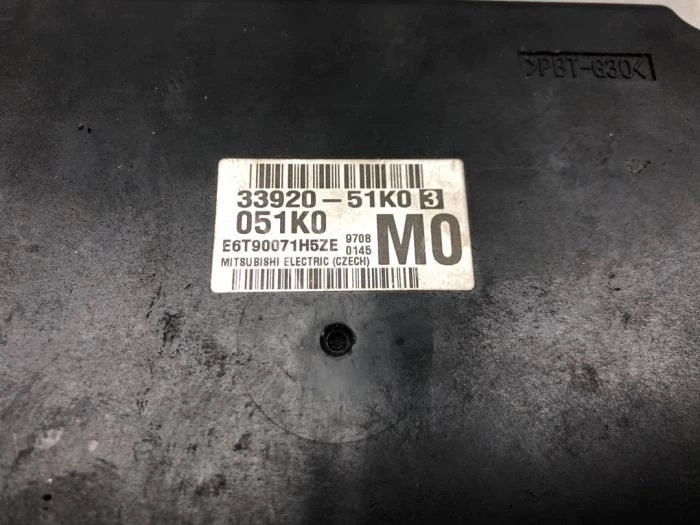 >PBT-G30<
33920-51K0 3
051K0
E6T90071H5ZE 9708 0145 M0
MITSUBISHI ELECTRIC (CZECH)